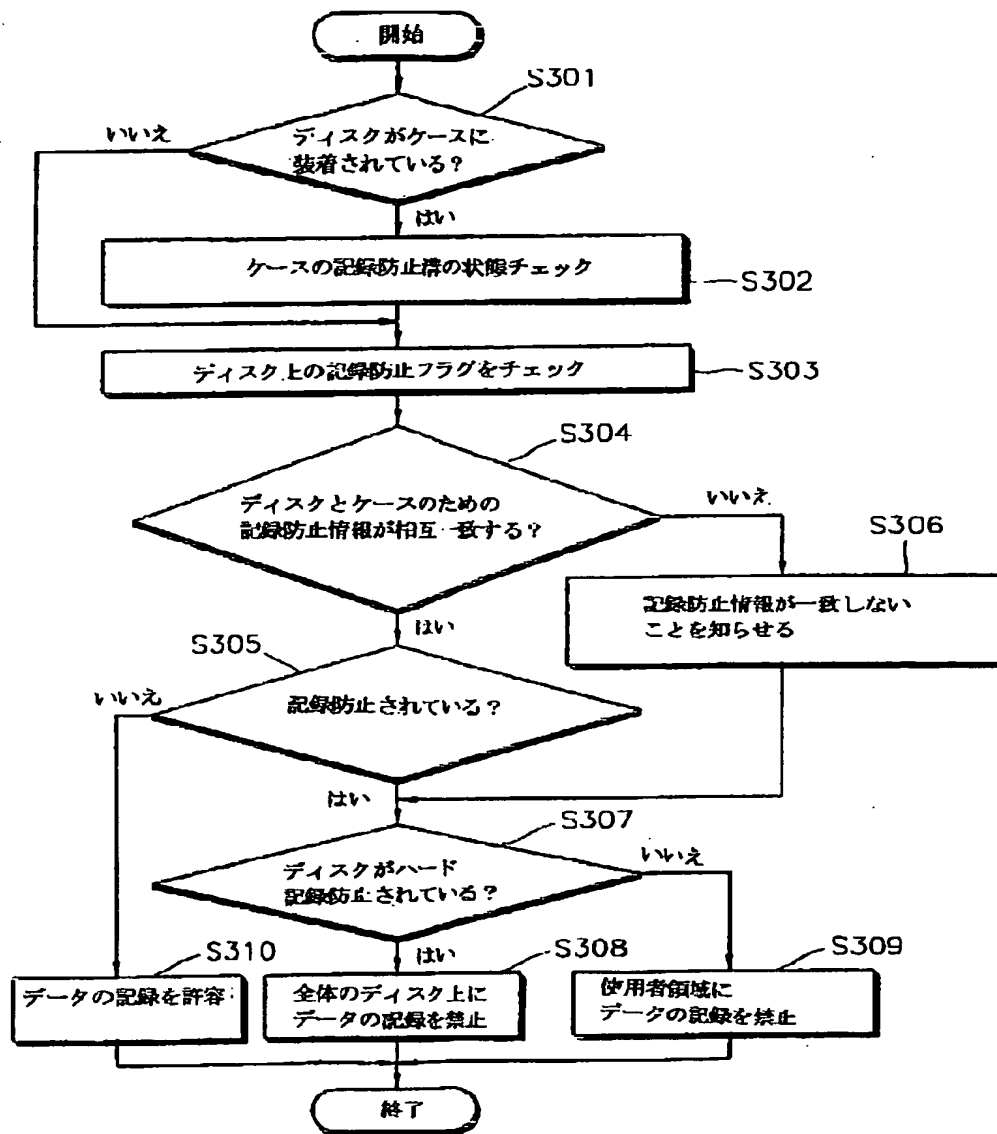 開始
S301
いいえ
ディスクがケースに
装着されている？
はい
ケースの記録防止溝の状態チェック
S302
ディスク上の記録防止フラグをチェック
S303
S304
ディスクとケースのための
記録防止情報が相互一致する？
いいえ
S306
記録防止情報が一致しない
ことを知らせる
はい
S305
いいえ
記録防止されている？
はい
S307
ディスクがハード
記録防止されている？
いいえ
はい
S310
データの記録を許容
S308
全体のディスク上に
データの記録を禁止
S309
使用者領域に
データの記録を禁止
終了